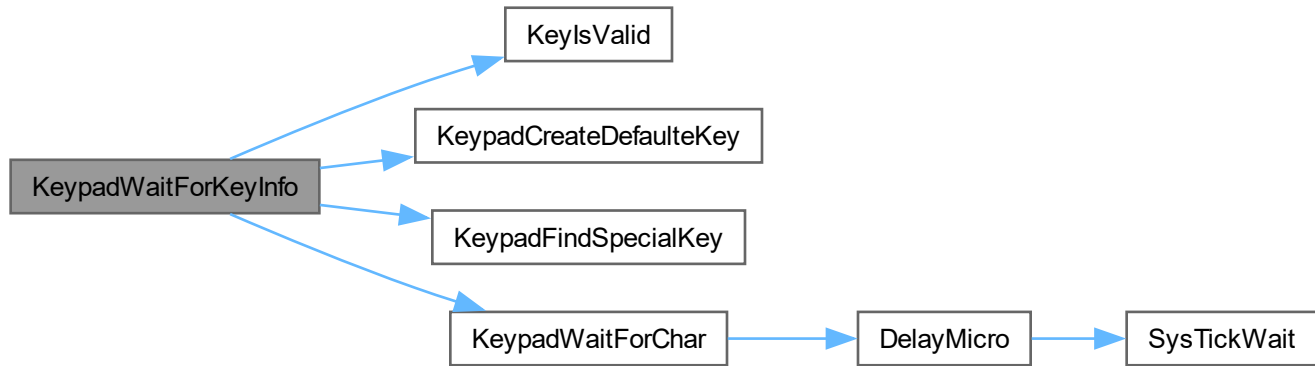 KeyIsValid
KeypadCreateDefaulteKey
KeypadWaitForKeyInfo
KeypadFindSpecialKey
KeypadWaitForChar
DelayMicro
SysTickWait